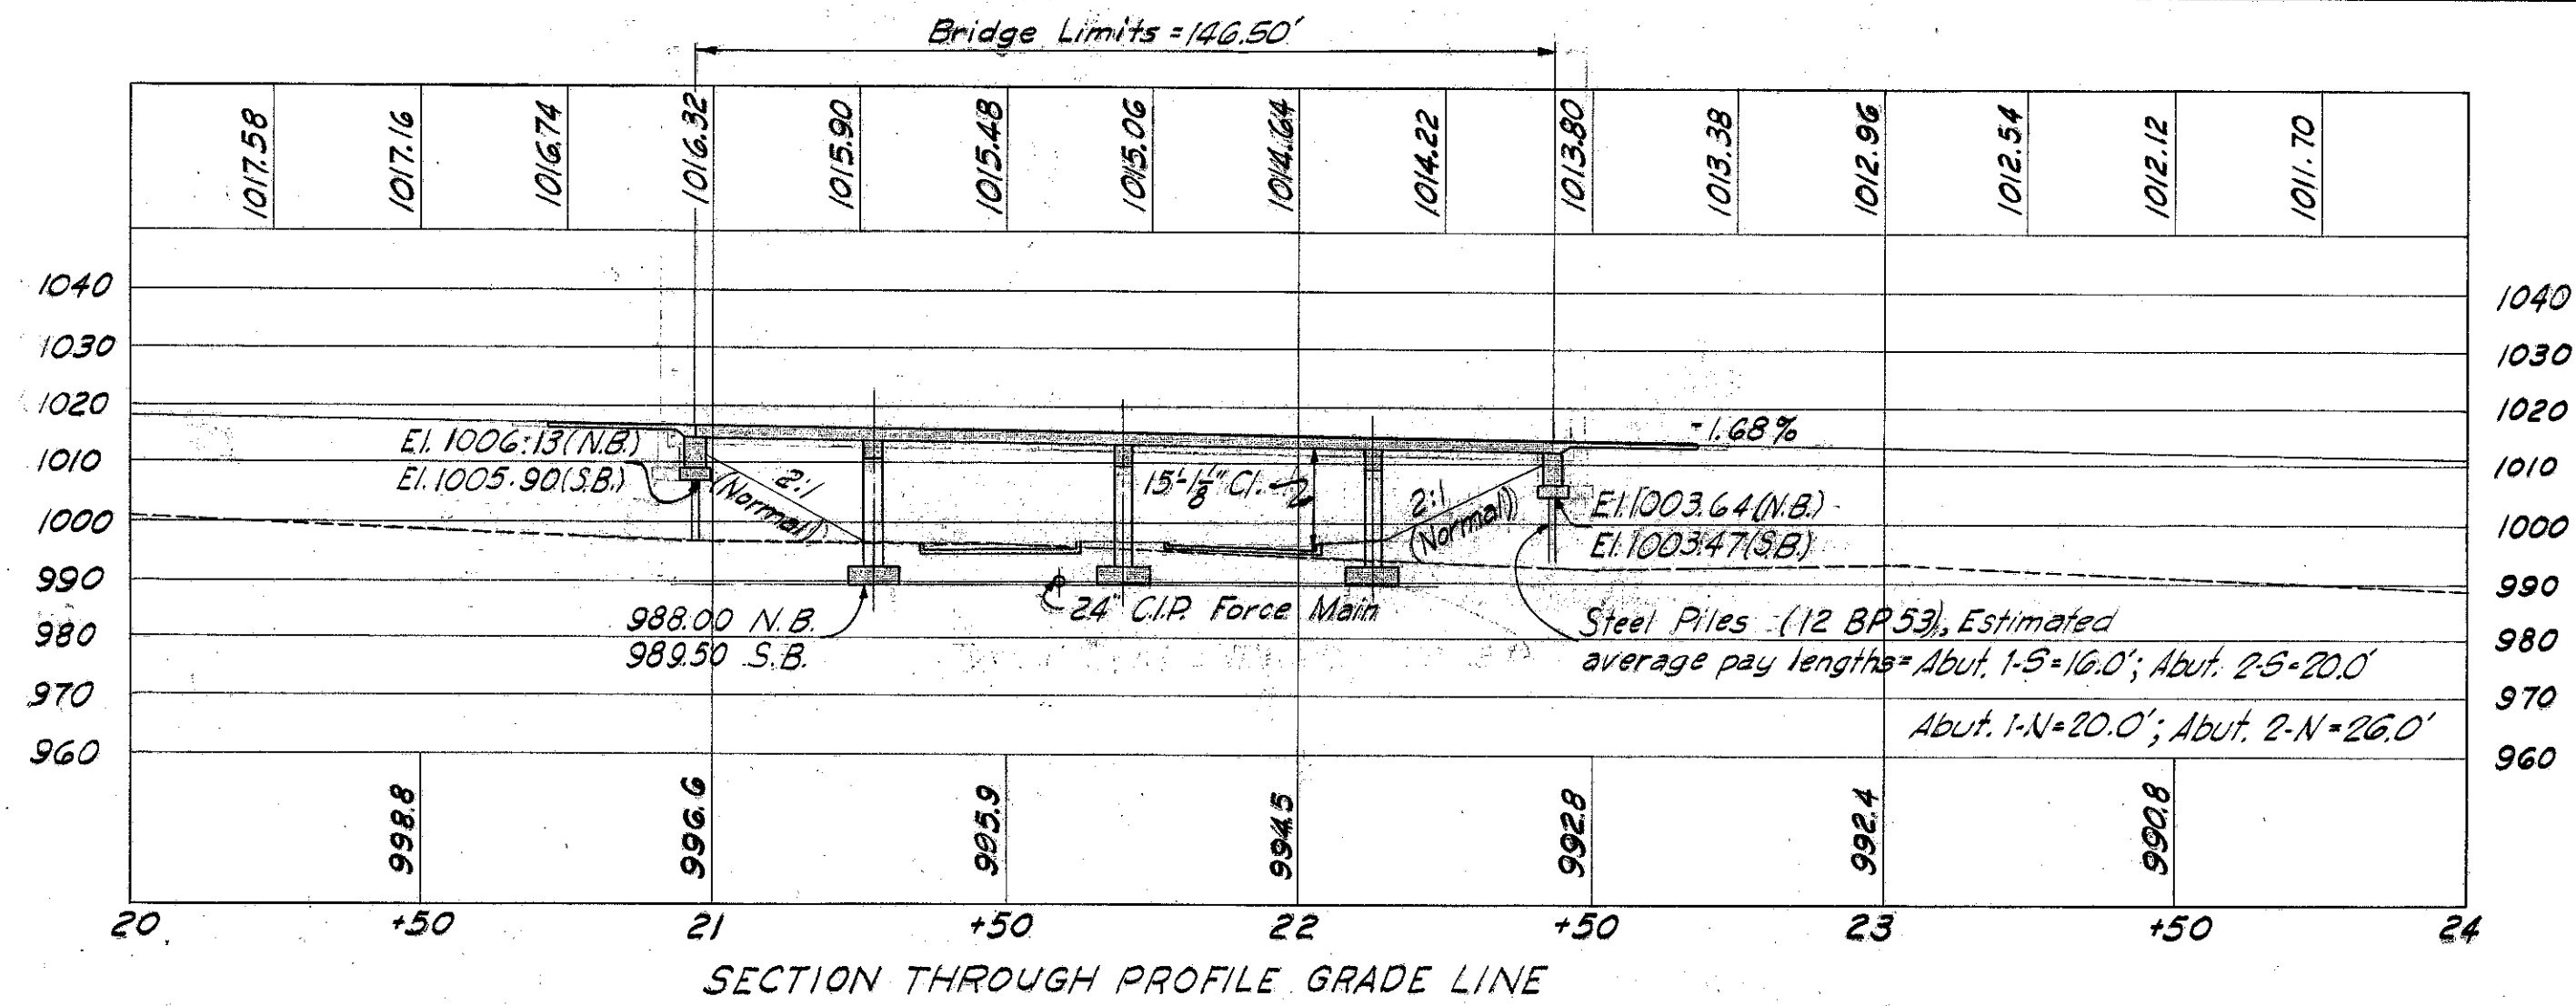 Bridge Limits = 146.50'
1017.58 1017.16 1016.74 1016.32 1015.90 1015.48 1015.06 1014.64 1014.22 1013.80 1013.38 1012.96 1012.54 1012.12 1011.70
1040 1040
1030 1030
1020 1020
-1.68%
El. 1006.13 (N.B.)
1010 1010
El. 1005.90 (S.B.)
2:1
(Normal)
15'-1 1/8" Cl.
2:1
(Normal)
El. 1003.64 (N.B.)
1000 1000
El. 1003.47 (S.B.)
990 990
988.00 N.B.
24" C.I.P. Force Main
Steel Piles (12 BP 53), Estimated
980 980
989.50 S.B.
average pay lengths = Abut. 1-S = 16.0'; Abut. 2-S = 20.0'
970 970
Abut. 1-N = 20.0'; Abut. 2-N = 26.0'
960 960
998.8 996.6 995.9 994.5 992.8 992.4 990.8
20 +50 21 +50 22 +50 23 +50 24
SECTION THROUGH PROFILE GRADE LINE